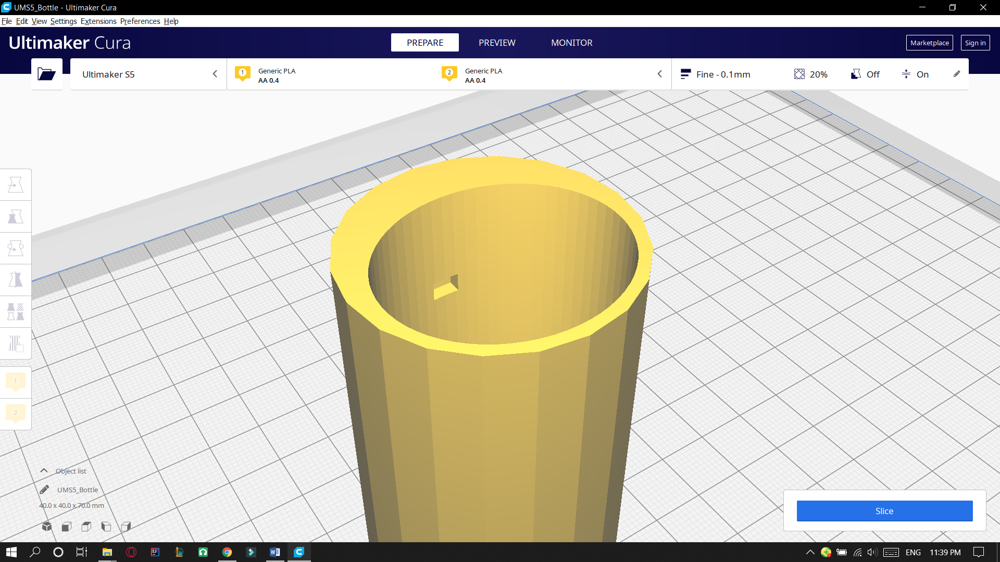 UMS5_Bottle - Ultimaker Cura
File Edit View Settings Extensions Preferences Help
Ultimaker Cura
PREPARE
PREVIEW
MONITOR
Marketplace
Sign in
Ultimaker S5
1
Generic PLA
AA 0.4
2
Generic PLA
AA 0.4
Fine - 0.1mm
20%
Off
On
1
2
Object list
UMS5_Bottle
40.0 x 40.0 x 70.0 mm
Slice
ENG
11:39 PM